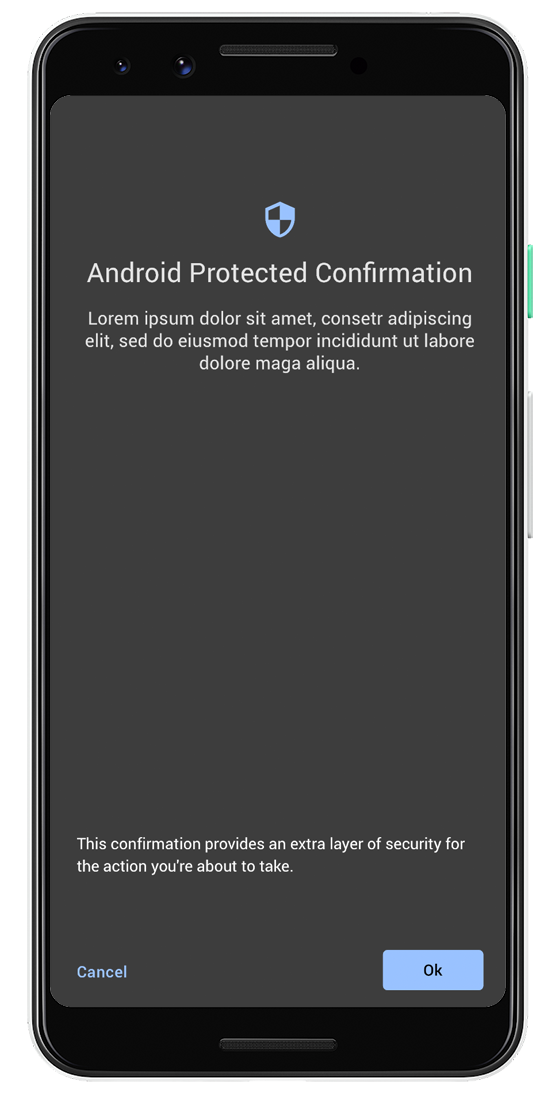 Android Protected Confirmation
Lorem ipsum dolor sit amet, consetr adipiscing
elit, sed do eiusmod tempor incididunt ut labore
dolore maga aliqua.
This confirmation provides an extra layer of security for
the action you're about to take.
Cancel
Ok